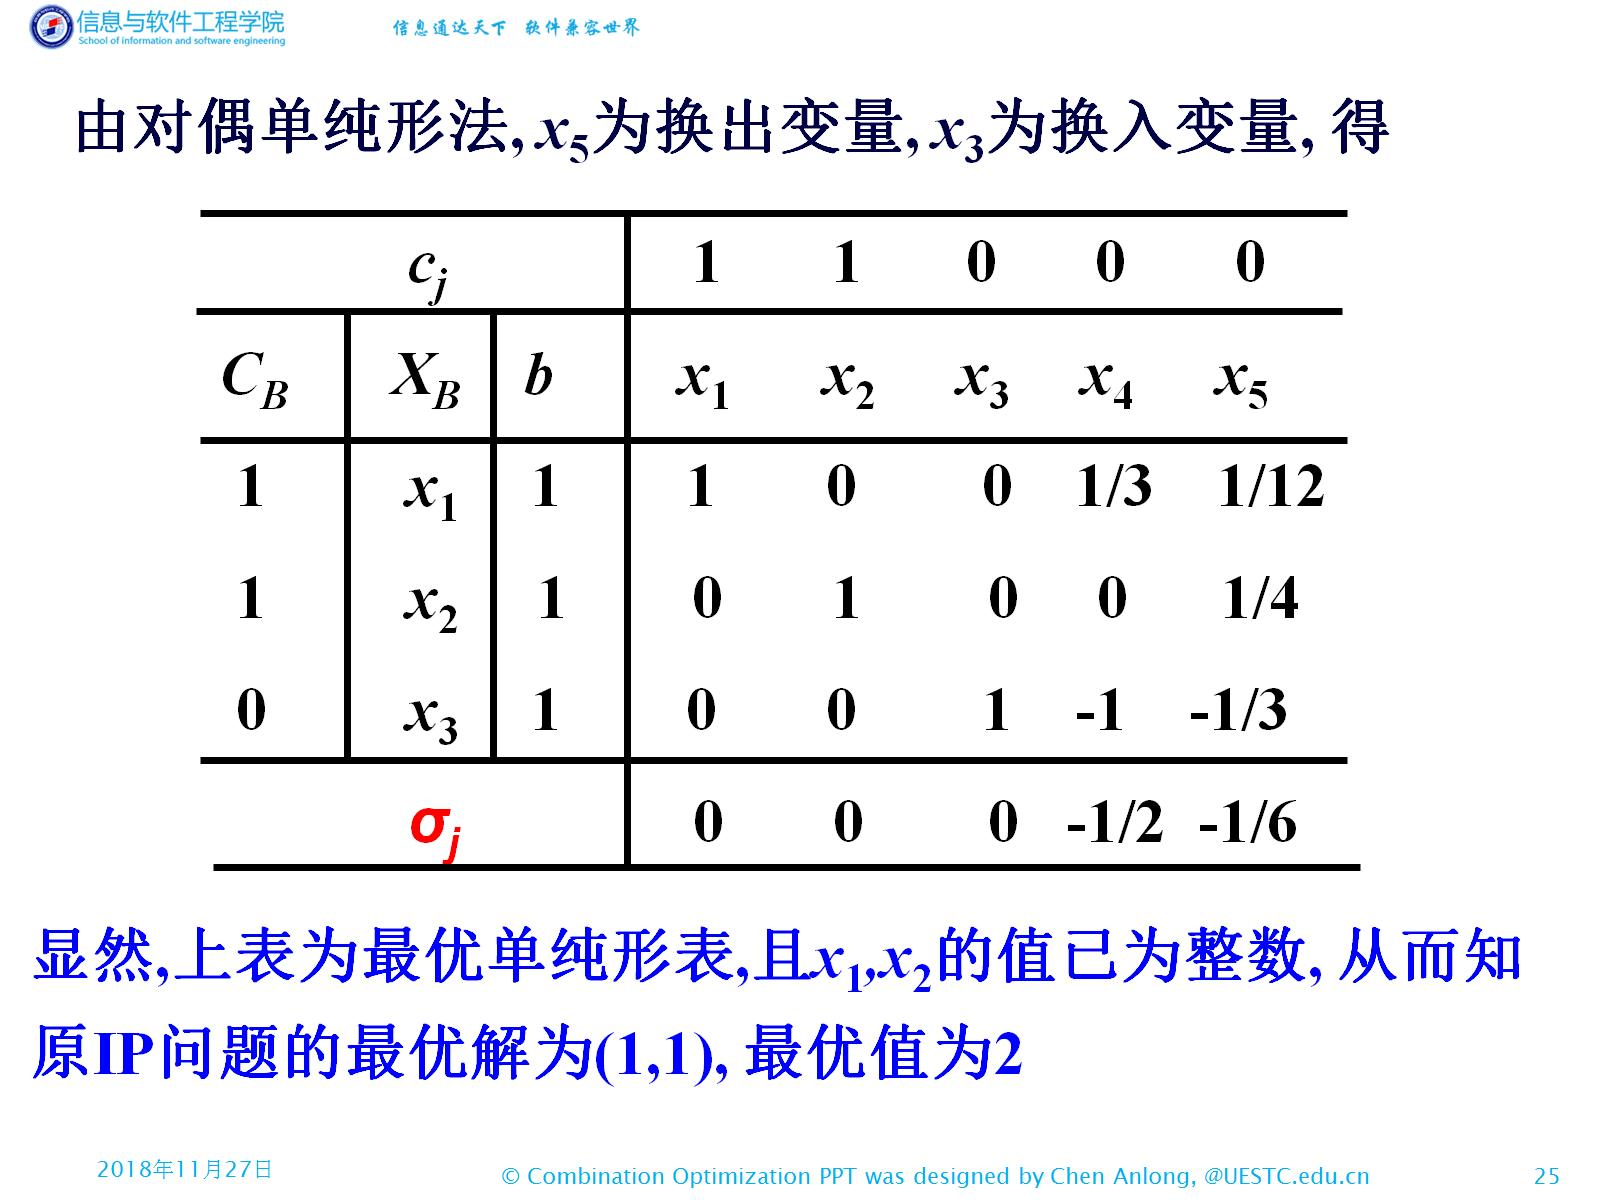 信息与软件工程学院
School of information and software engineering
信息通达天下 软件兼容世界
由对偶单纯形法, x5为换出变量, x3为换入变量, 得
cj 1 1 0 0 0
CB XB b x1 x2 x3 x4 x5
1 x1 1 1 0 0 1/3 1/12
1 x2 1 0 1 0 0 1/4
0 x3 1 0 0 1 -1 -1/3
σj 0 0 0 -1/2 -1/6
显然,上表为最优单纯形表,且x1,x2的值已为整数, 从而知
原IP问题的最优解为(1,1), 最优值为2
2018年11月27日
© Combination Optimization PPT was designed by Chen Anlong, @UESTC.edu.cn
25